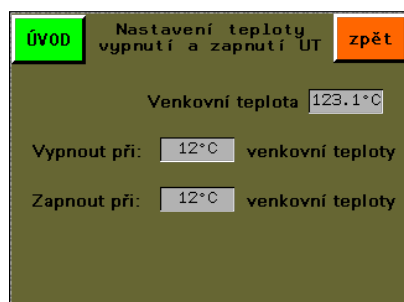 ÚVOD
Nastavení teploty
vypnutí a zapnutí UT
zpět
Venkovní teplota 123.1°C
Vypnout při: 12°C venkovní teploty
Zapnout při: 12°C venkovní teploty